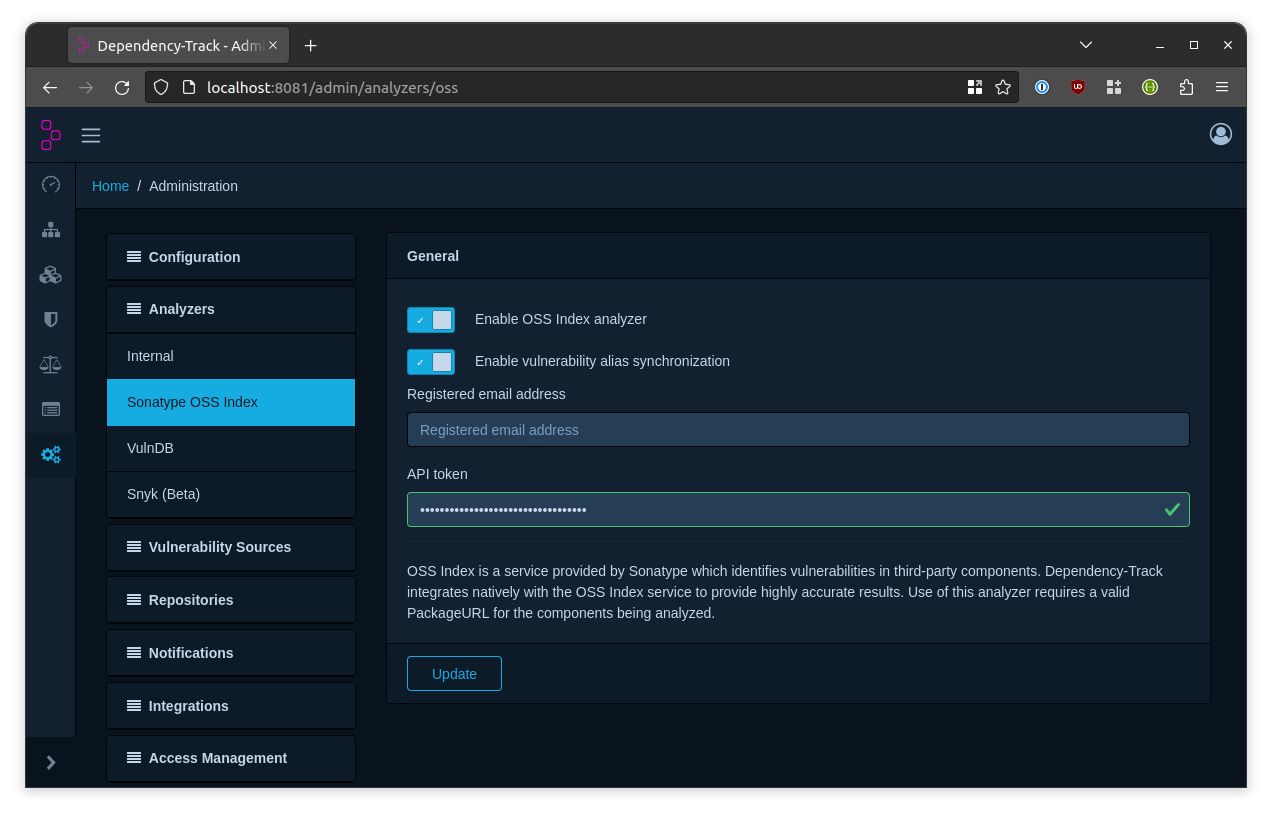 Dependency-Track - Admi
localhost:8081/admin/analyzers/oss
Home / Administration
Configuration
Analyzers
Internal
Sonatype OSS Index
VulnDB
Snyk (Beta)
Vulnerability Sources
Repositories
Notifications
Integrations
Access Management
General
Enable OSS Index analyzer
Enable vulnerability alias synchronization
Registered email address
Registered email address
API token
••••••••••••••••••••••••••••••••••
OSS Index is a service provided by Sonatype which identifies vulnerabilities in third-party components. Dependency-Track
integrates natively with the OSS Index service to provide highly accurate results. Use of this analyzer requires a valid
PackageURL for the components being analyzed.
Update